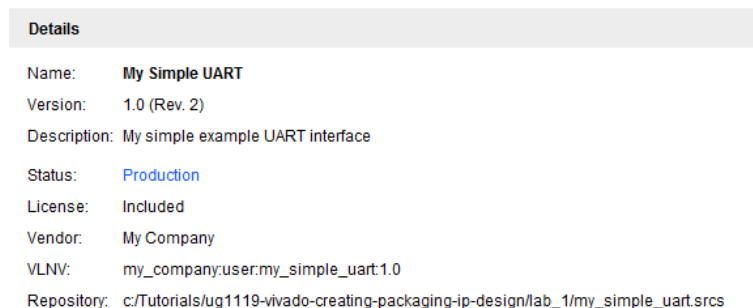 Details
Name: My Simple UART
Version: 1.0 (Rev. 2)
Description: My simple example UART interface
Status: Production
License: Included
Vendor: My Company
VLNV: my_company:user:my_simple_uart:1.0
Repository: c:/Tutorials/ug1119-vivado-creating-packaging-ip-design/lab_1/my_simple_uart.srcs